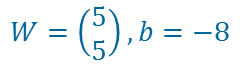 W = (5 5), b = −8